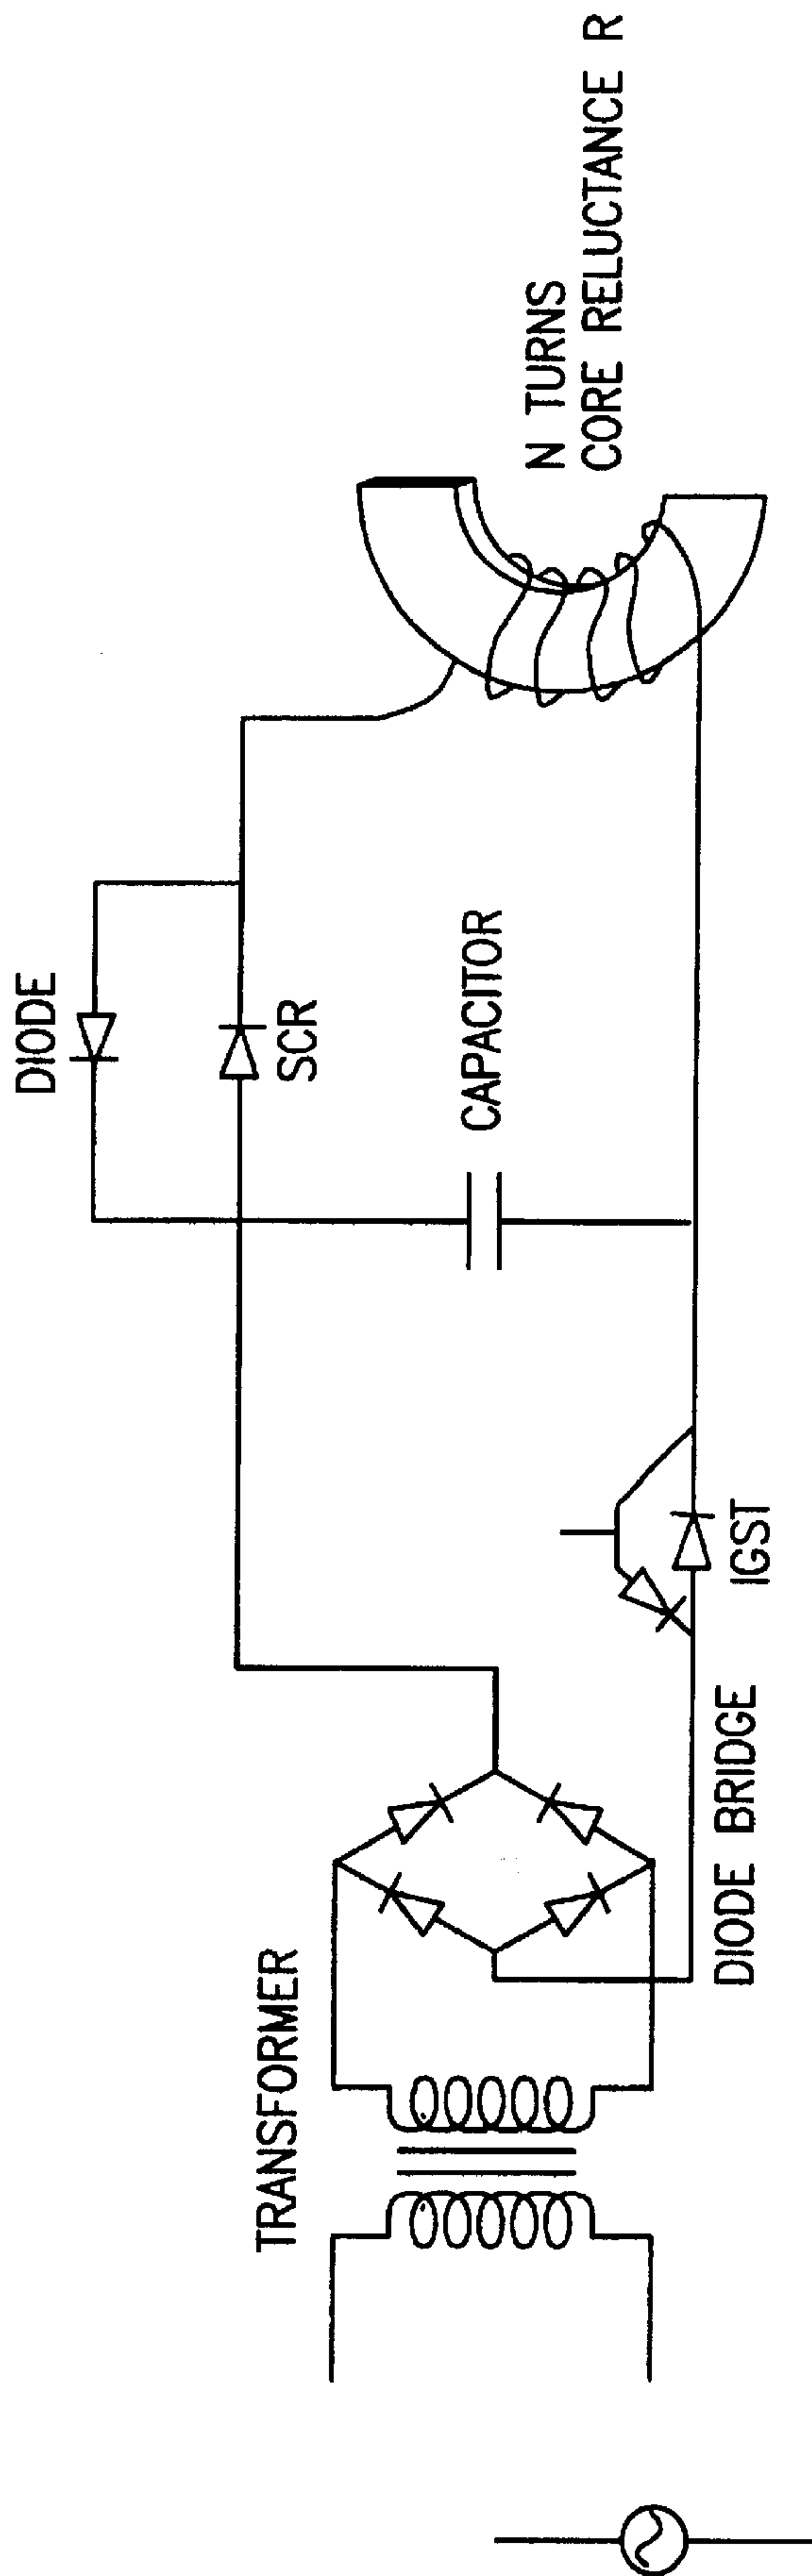 TRANSFORMER
DIODE BRIDGE
IGST
DIODE
SCR
CAPACITOR
N TURNS
CORE RELUCTANCE R